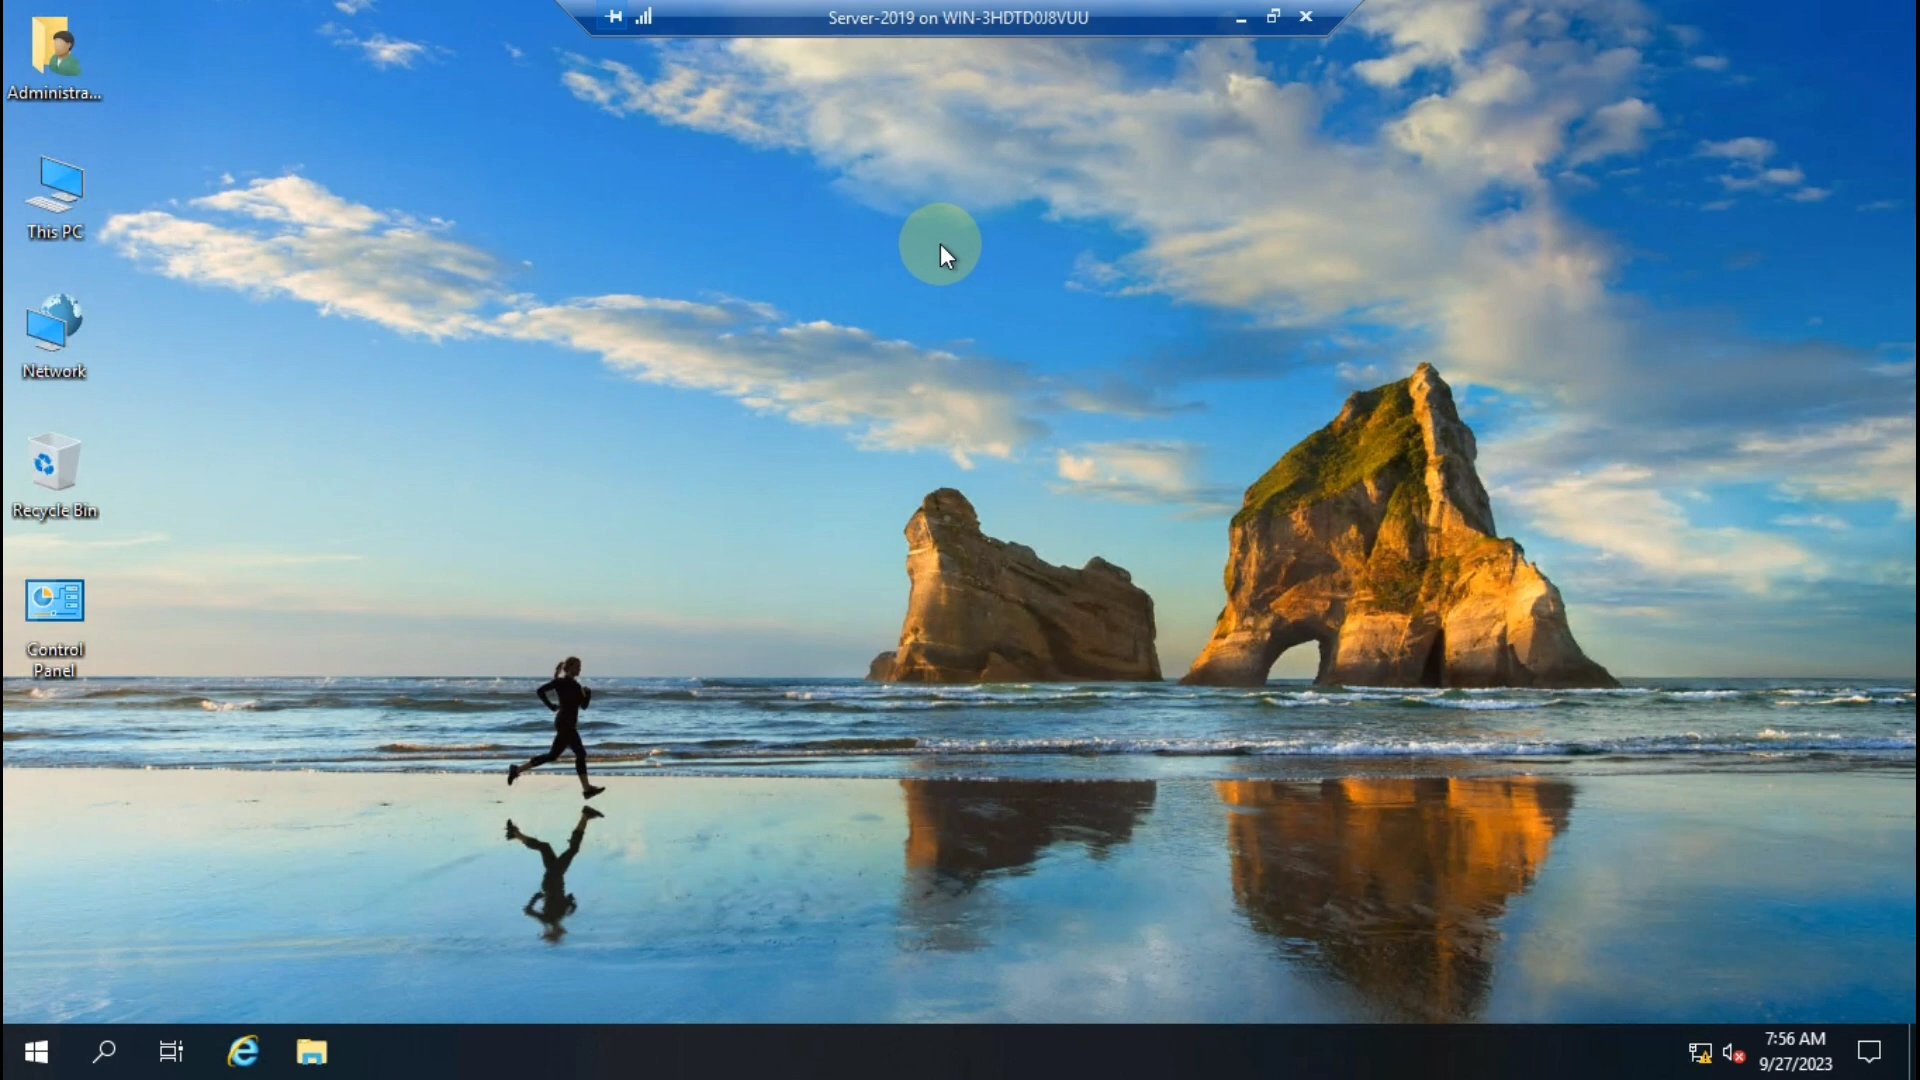 Server-2019 on WIN-3HDTD0J8VUU
Administra...
This PC
Network
Recycle Bin
Control
Panel
7:56 AM
9/27/2023